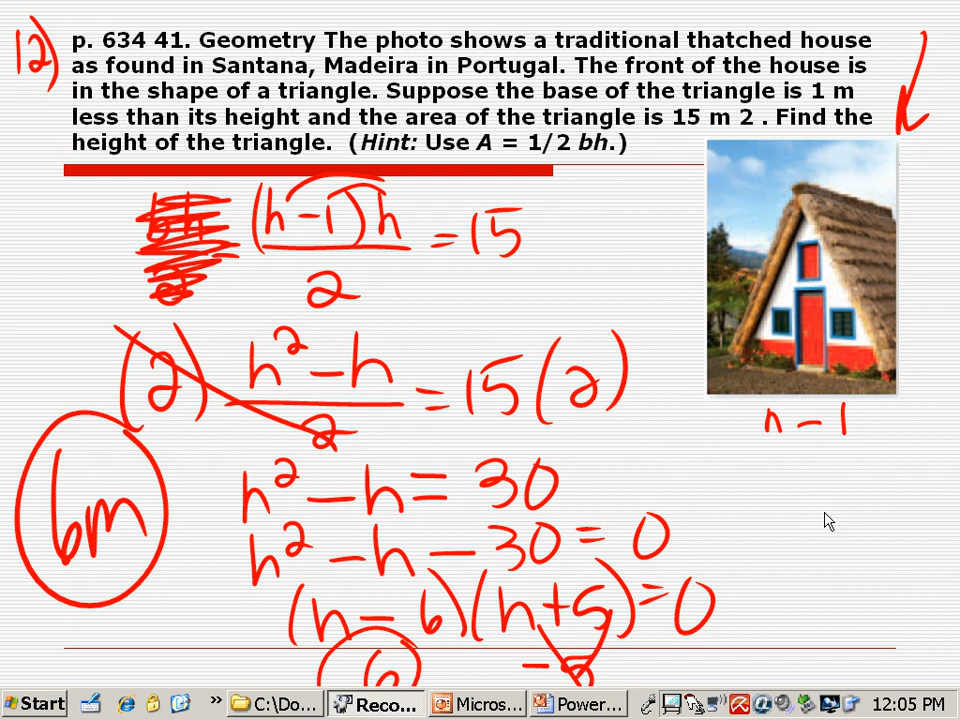 12)
p. 634 41. Geometry The photo shows a traditional thatched house
as found in Santana, Madeira in Portugal. The front of the house is
in the shape of a triangle. Suppose the base of the triangle is 1 m
less than its height and the area of the triangle is 15 m 2 . Find the
height of the triangle. (Hint: Use A = 1/2 bh.)
(h - 1)h / 2 = 15
(2) h² - h / 2 = 15 (2)
h - 1
h² - h = 30
6m
h² - h - 30 = 0
(h - 6)(h + 5) = 0
6
Start » C:\Do... Reco... Micros... Power... » 12:05 PM